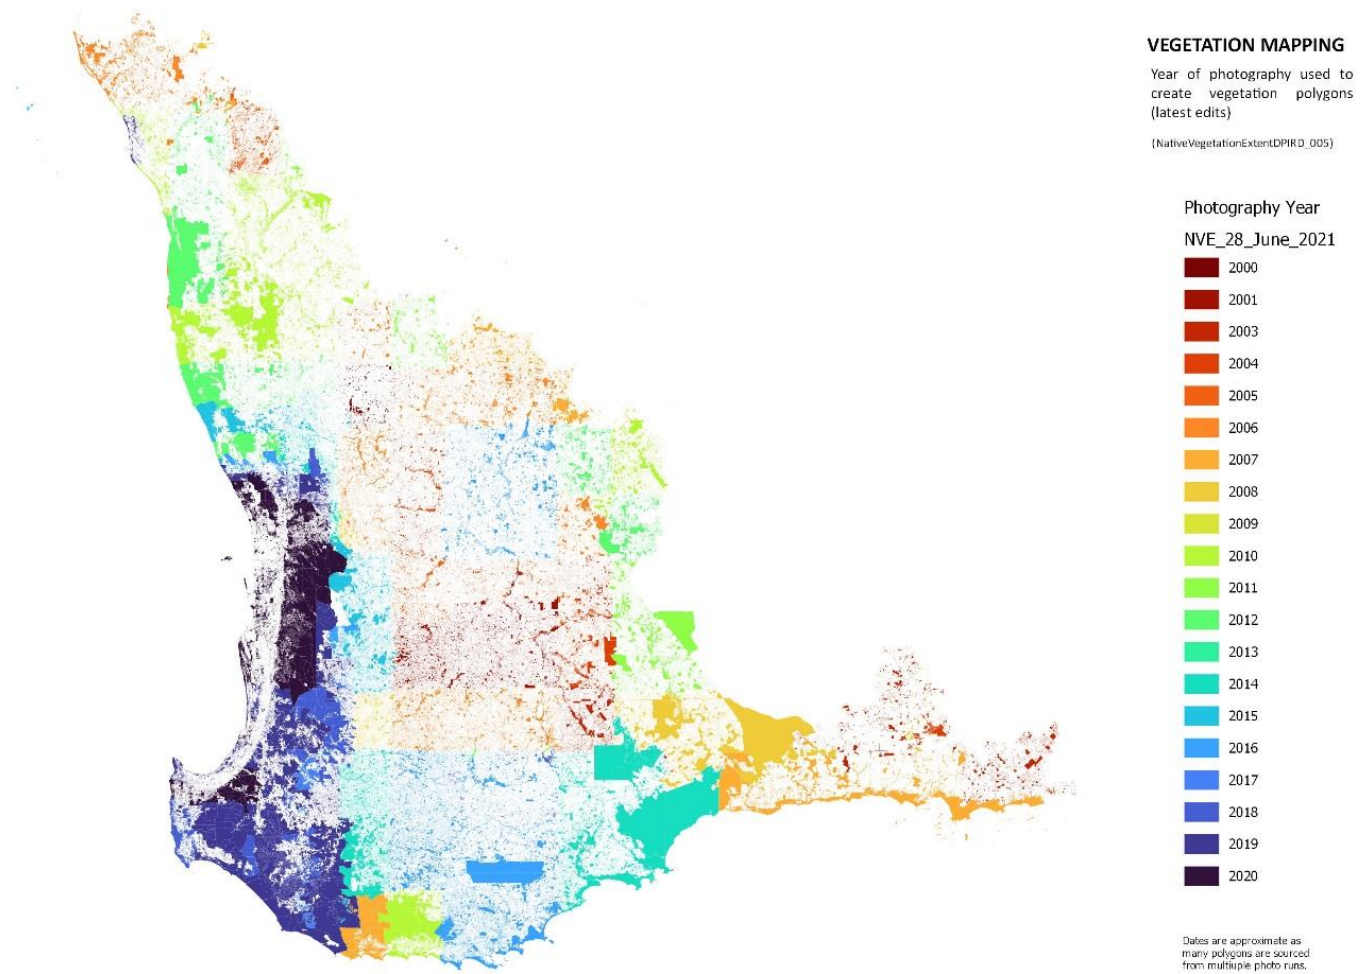 VEGETATION MAPPING
Year of photography used to
create vegetation polygons
(latest edits)
(NativeVegetationExtentDPIRD_005)
Photography Year
NVE_28_June_2021
2000
2001
2003
2004
2005
2006
2007
2008
2009
2010
2011
2012
2013
2014
2015
2016
2017
2018
2019
2020
Dates are approximate as
many polygons are sourced
from multiuple photo runs.